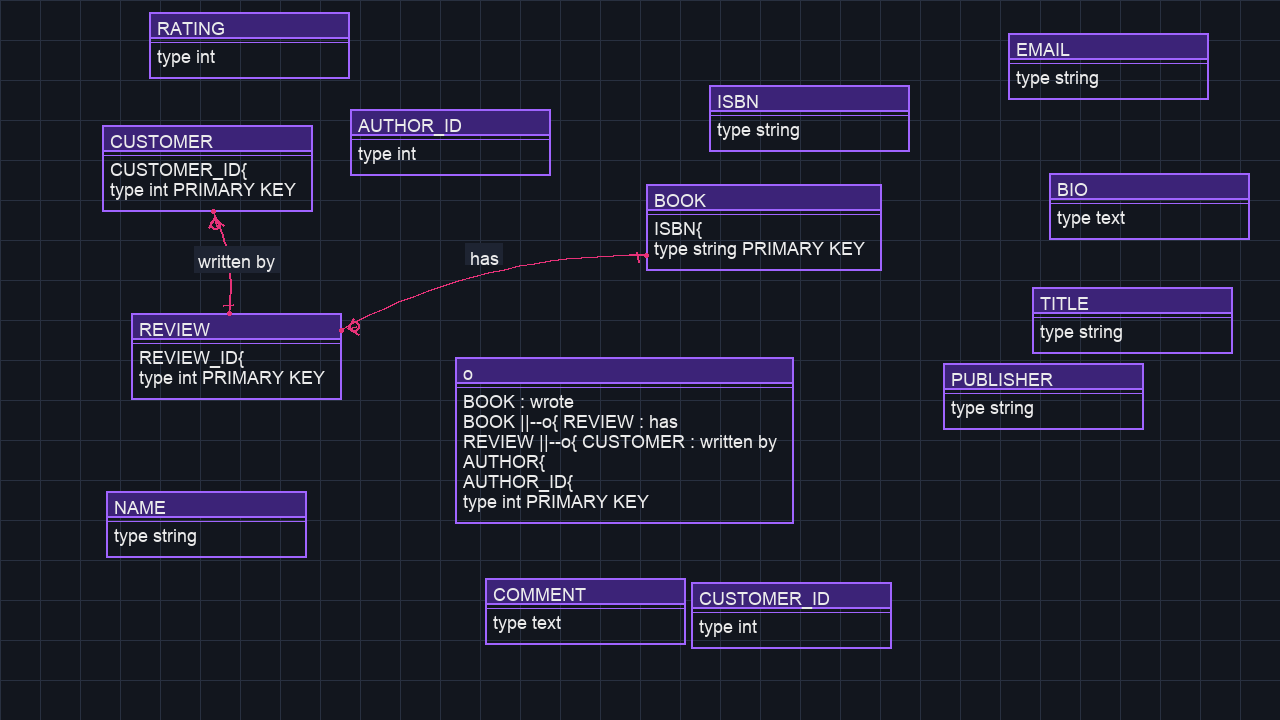 RATING
type int
EMAIL
type string
ISBN
type string
AUTHOR_ID
type int
CUSTOMER
CUSTOMER_ID{
type int PRIMARY KEY
BIO
type text
BOOK
ISBN{
type string PRIMARY KEY
written by
has
TITLE
type string
REVIEW
REVIEW_ID{
type int PRIMARY KEY
o
BOOK : wrote
BOOK ||--o{ REVIEW : has
REVIEW ||--o{ CUSTOMER : written by
AUTHOR{
AUTHOR_ID{
type int PRIMARY KEY
PUBLISHER
type string
NAME
type string
COMMENT
type text
CUSTOMER_ID
type int